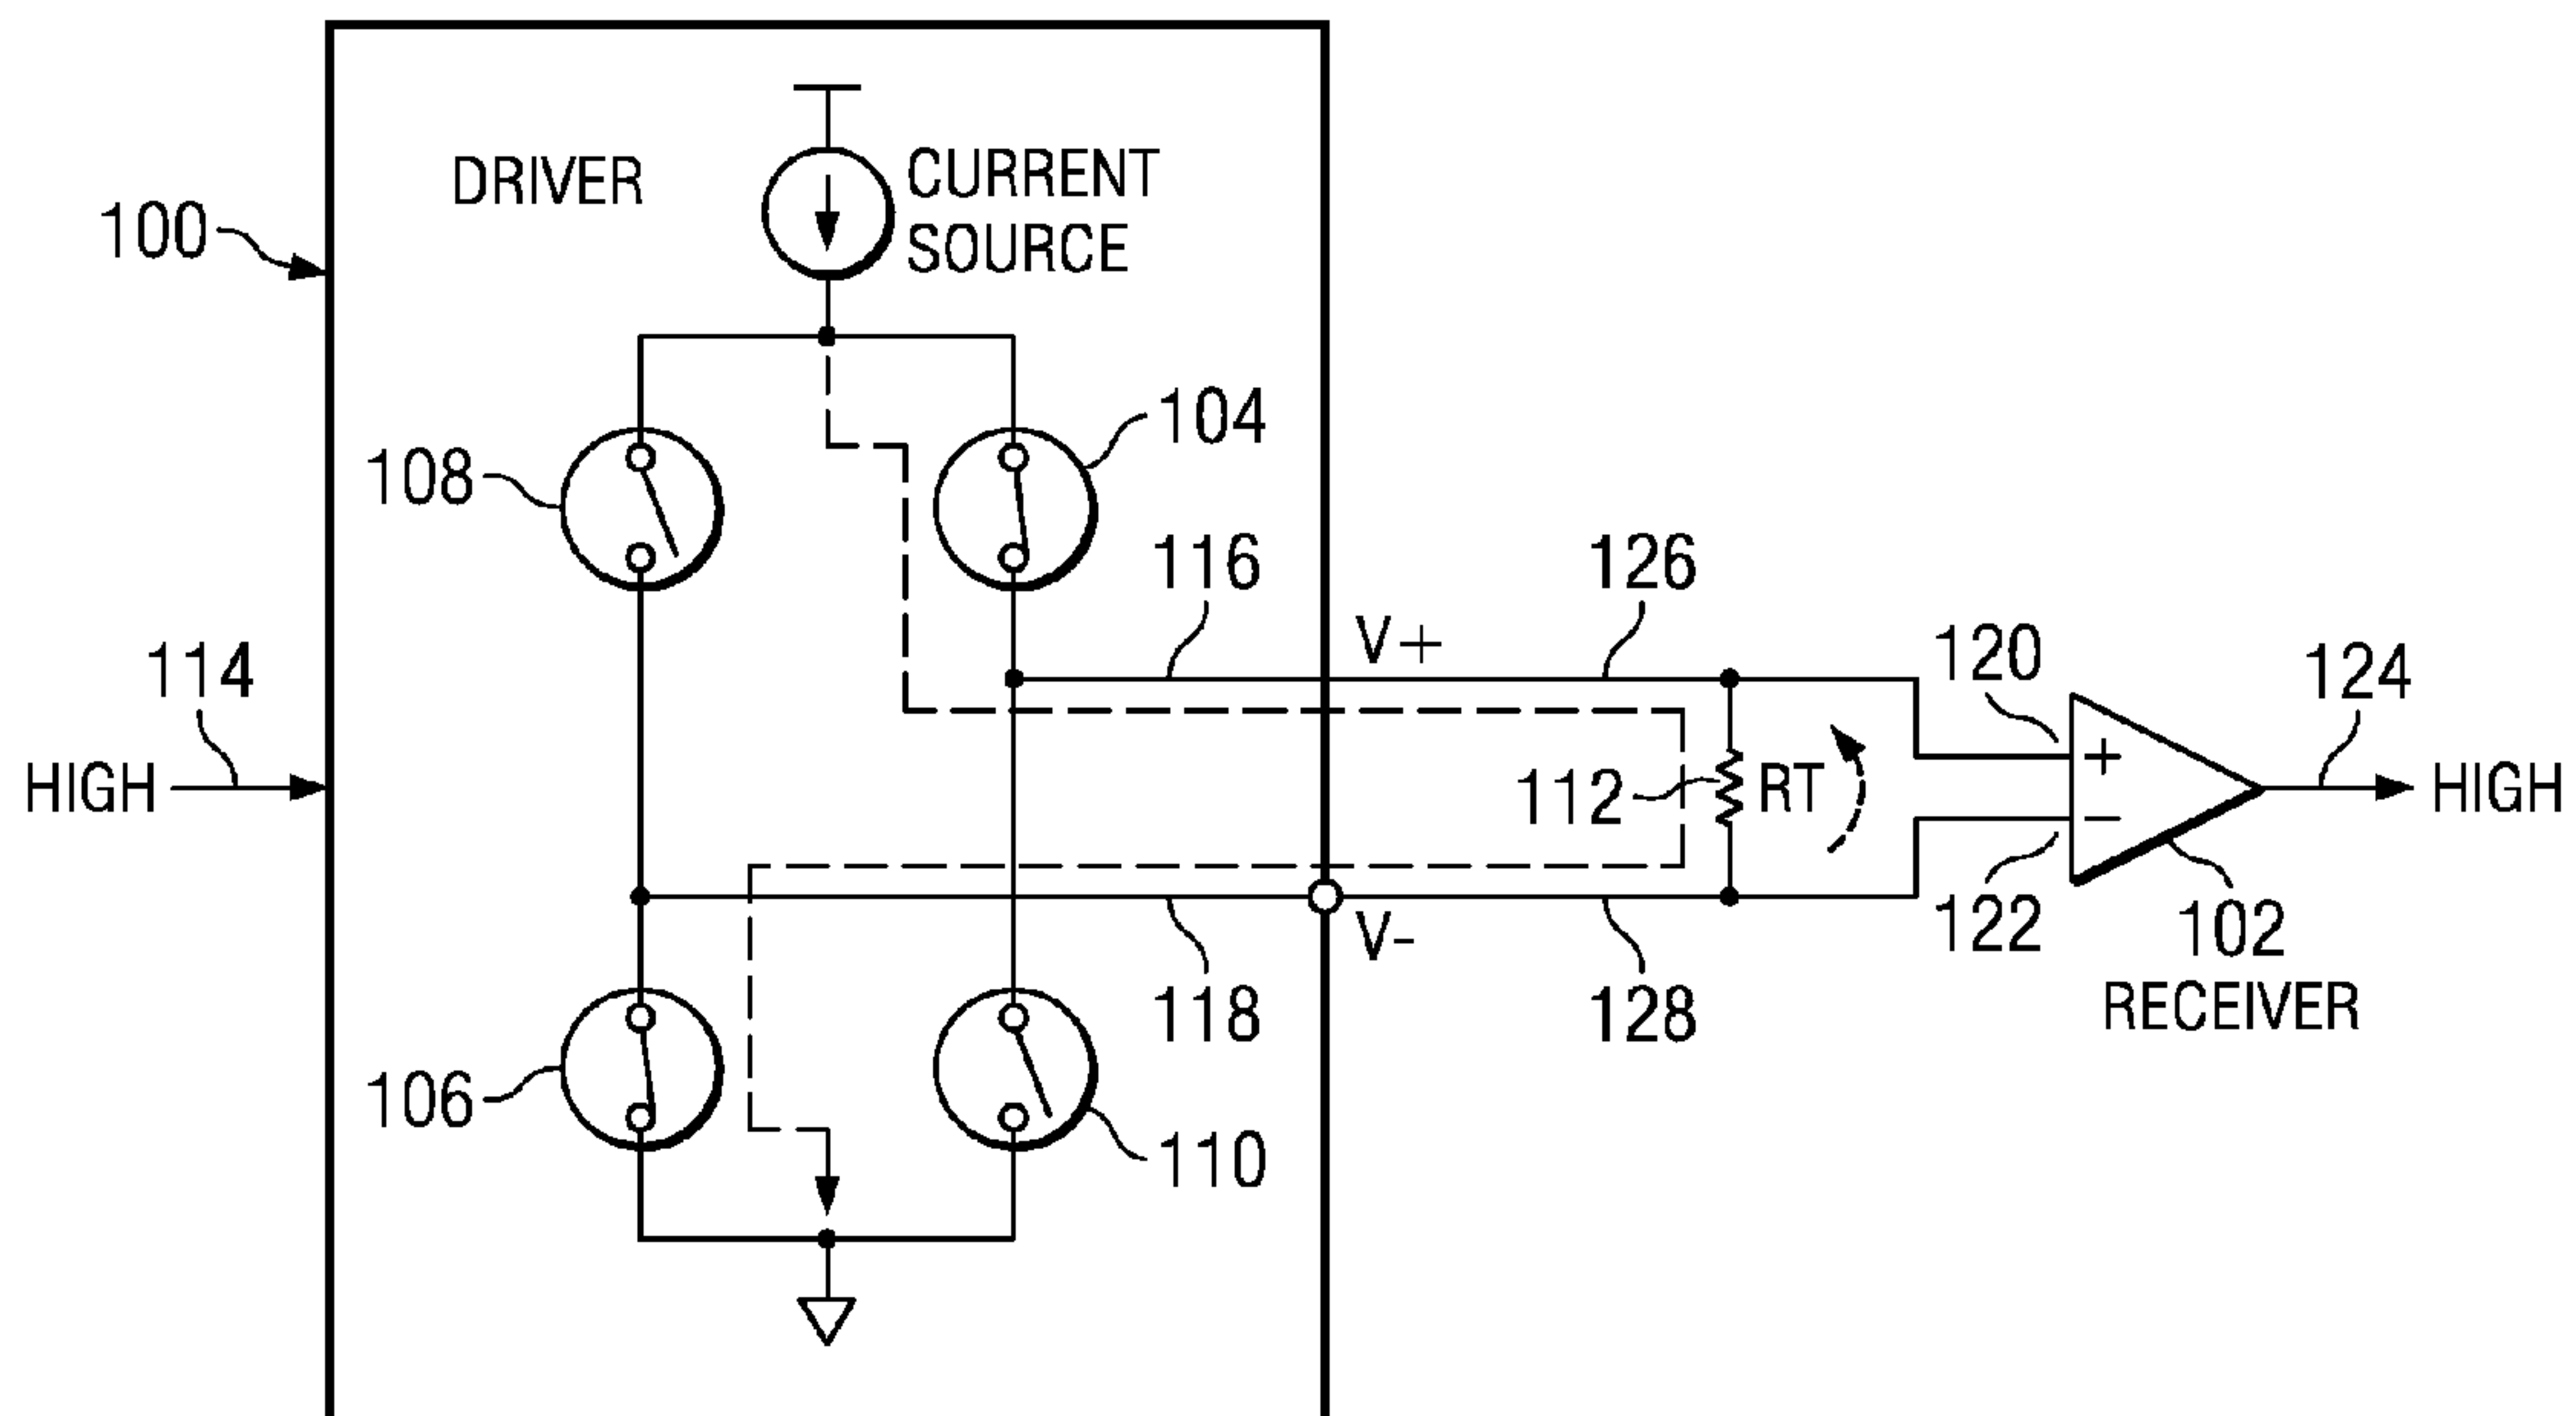 DRIVER
CURRENT
SOURCE
100
104
108
116
126
V+
120
124
114
HIGH
112
RT
+
−
HIGH
122
102
RECEIVER
V-
118
128
106
110